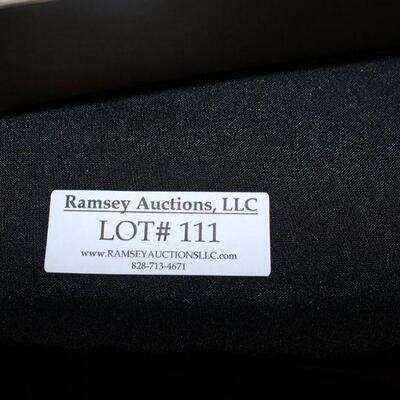 Ramsey Auctions, LLC
LOT# 111
www.RAMSEYAUCTIONSLLC.com
828-713-4671